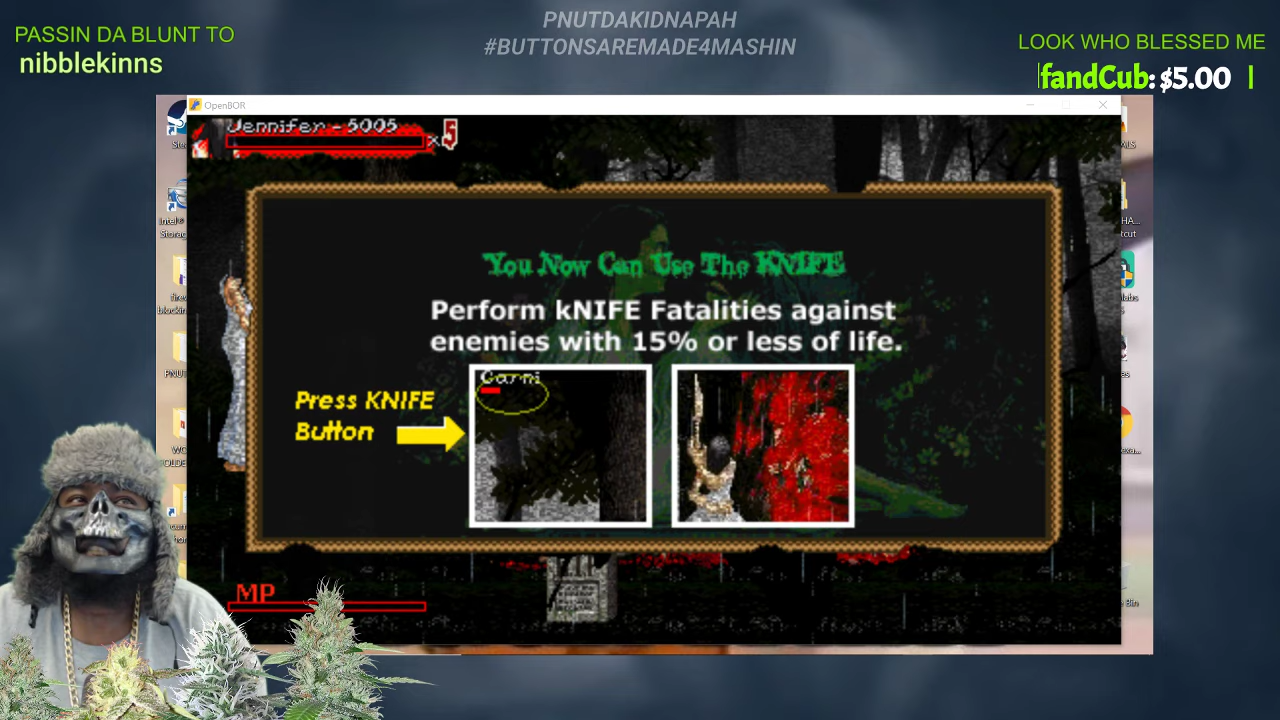 PASSIN DA BLUNT TO
nibblekinns
PNUTDAKIDNAPAH
#BUTTONSAREMADE4MASHIN
LOOK WHO BLESSED ME
fandCub: $5.00
OpenBOR
Jennifer - 5005
x5
You Now Can Use The KNIFE
Perform kNIFE Fatalities against
enemies with 15% or less of life.
Press KNIFE
Button
Carni
MP